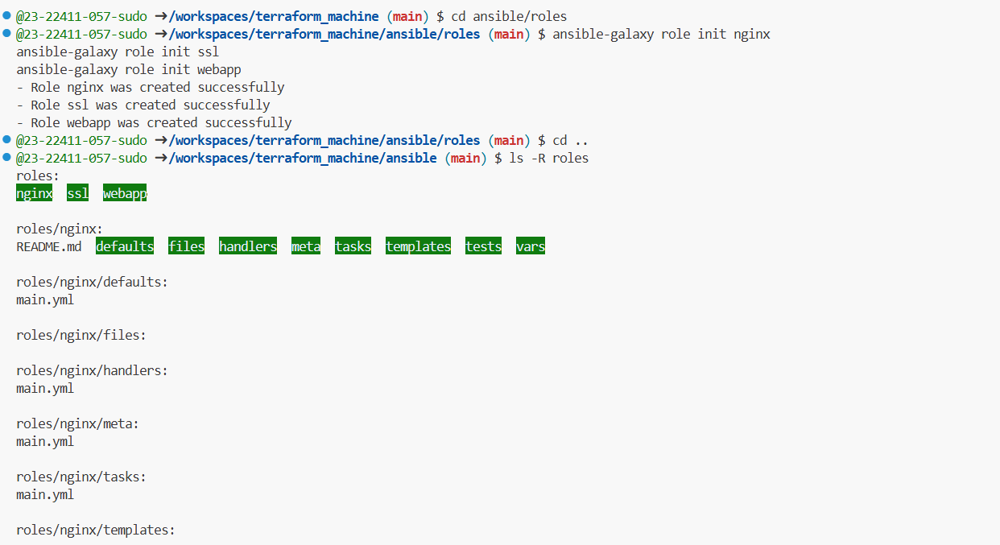 @23-22411-057-sudo →/workspaces/terraform_machine (main) $ cd ansible/roles
@23-22411-057-sudo →/workspaces/terraform_machine/ansible/roles (main) $ ansible-galaxy role init nginx
ansible-galaxy role init ssl
ansible-galaxy role init webapp
- Role nginx was created successfully
- Role ssl was created successfully
- Role webapp was created successfully
@23-22411-057-sudo →/workspaces/terraform_machine/ansible/roles (main) $ cd ..
@23-22411-057-sudo →/workspaces/terraform_machine/ansible (main) $ ls -R roles
roles:
nginx  ssl  webapp
roles/nginx:
README.md  defaults  files  handlers  meta  tasks  templates  tests  vars
roles/nginx/defaults:
main.yml
roles/nginx/files:
roles/nginx/handlers:
main.yml
roles/nginx/meta:
main.yml
roles/nginx/tasks:
main.yml
roles/nginx/templates: